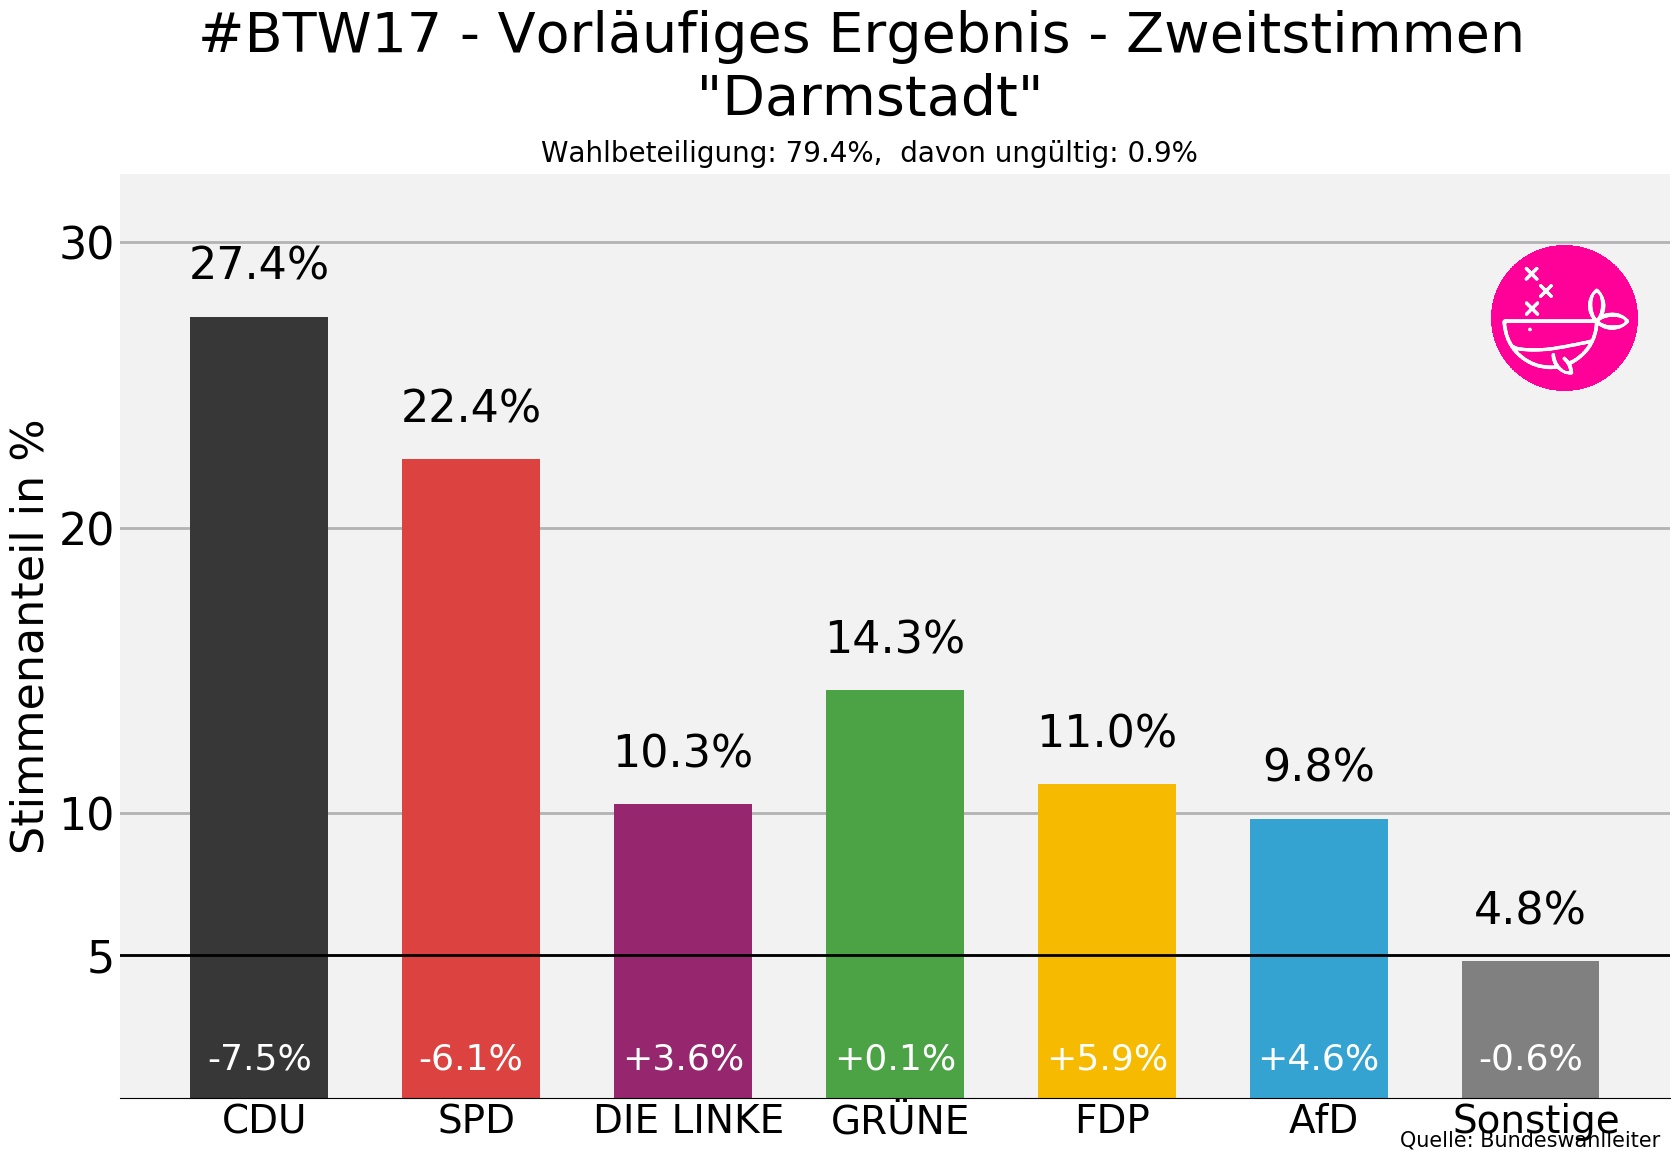 #BTW17 - Vorläufiges Ergebnis - Zweitstimmen
"Darmstadt"
Wahlbeteiligung: 79.4%,  davon ungültig: 0.9%
Stimmenanteil in %
30
20
10
5
27.4%
22.4%
10.3%
14.3%
11.0%
9.8%
4.8%
-7.5%
-6.1%
+3.6%
+0.1%
+5.9%
+4.6%
-0.6%
CDU
SPD
DIE LINKE
GRÜNE
FDP
AfD
Sonstige
Quelle: Bundeswahlleiter